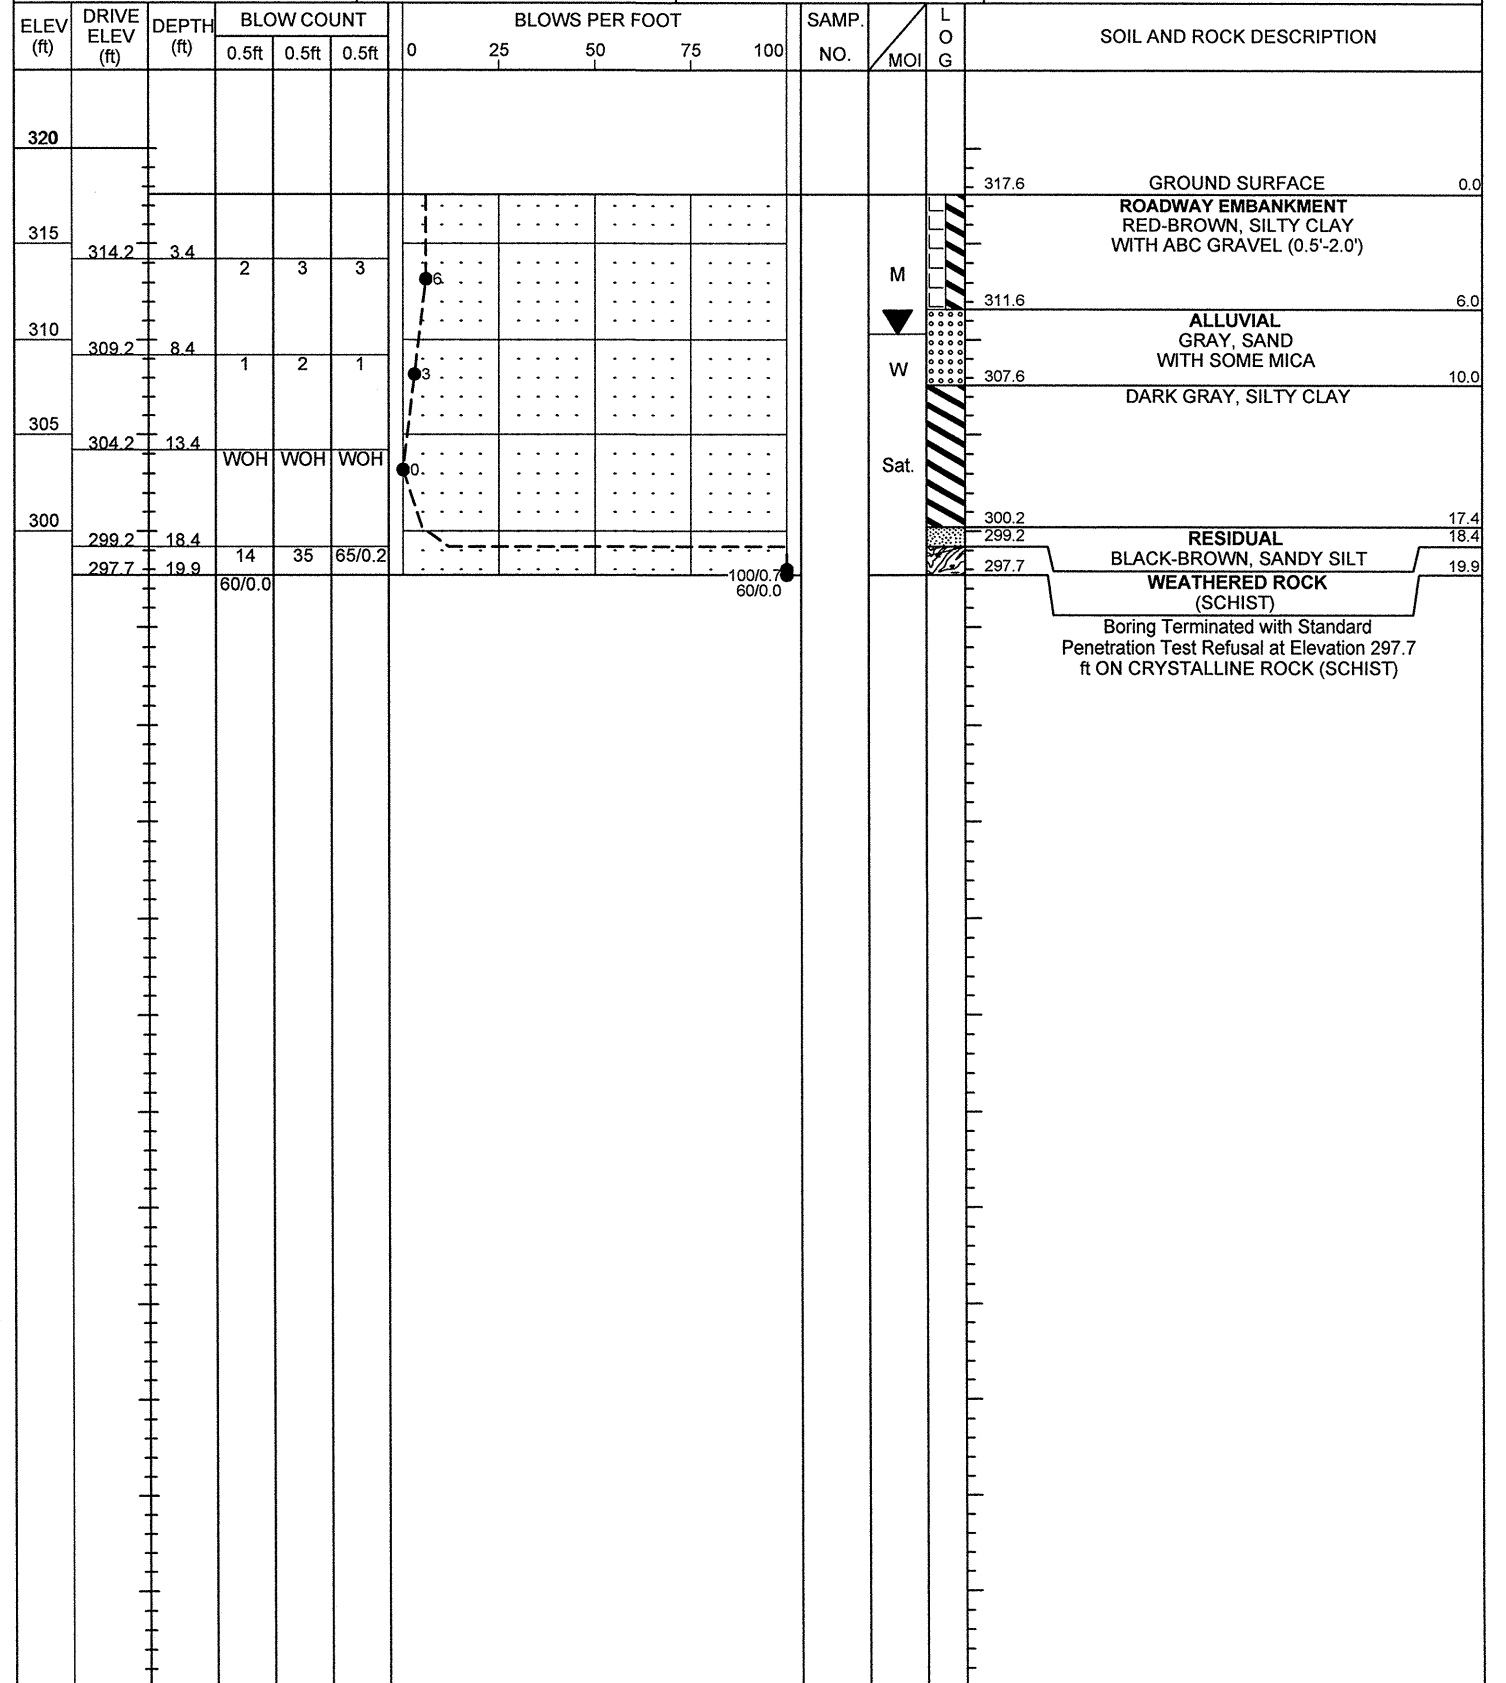 ELEV (ft)
DRIVE ELEV (ft)
DEPTH (ft)
BLOW COUNT
0.5ft 0.5ft 0.5ft
BLOWS PER FOOT
0 25 50 75 100
SAMP. NO.
MOI
L O G
SOIL AND ROCK DESCRIPTION
320
317.6 GROUND SURFACE 0.0
ROADWAY EMBANKMENT
RED-BROWN, SILTY CLAY
WITH ABC GRAVEL (0.5'-2.0')
315
314.2 3.4
2 3 3
6
M
311.6 6.0
ALLUVIAL
GRAY, SAND
WITH SOME MICA
310
309.2 8.4
1 2 1
3
W
307.6 10.0
DARK GRAY, SILTY CLAY
305
304.2 13.4
WOH WOH WOH
0
Sat.
300
300.2 17.4
299.2 18.4
14 35 65/0.2
299.2 RESIDUAL 18.4
BLACK-BROWN, SANDY SILT
297.7 19.9
60/0.0
100/0.7
60/0.0
297.7 19.9
WEATHERED ROCK
(SCHIST)
Boring Terminated with Standard
Penetration Test Refusal at Elevation 297.7
ft ON CRYSTALLINE ROCK (SCHIST)